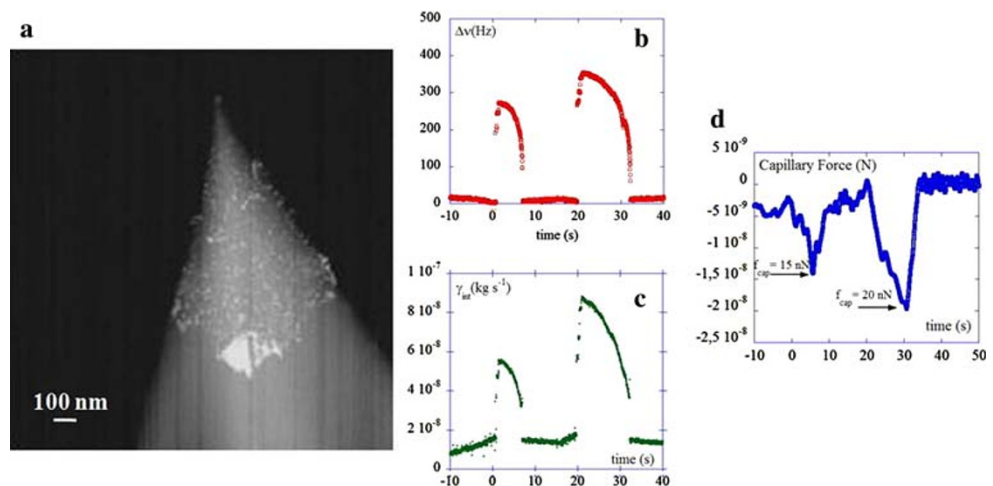 a
100 nm
b
Δν(Hz)
500
400
300
200
100
0
-10 0 10 20 30 40
time (s)
c
γint(kg s⁻¹)
1 10⁻⁷
8 10⁻⁸
6 10⁻⁸
4 10⁻⁸
2 10⁻⁸
0
time (s)
-10 0 10 20 30 40
d
5 10⁻⁹
Capillary Force (N)
0
-5 10⁻⁹
-1 10⁻⁸
-1,5 10⁻⁸
-2 10⁻⁸
-2,5 10⁻⁸
fcap= 15 nN
fcap= 20 nN
time (s)
-10 0 10 20 30 40 50